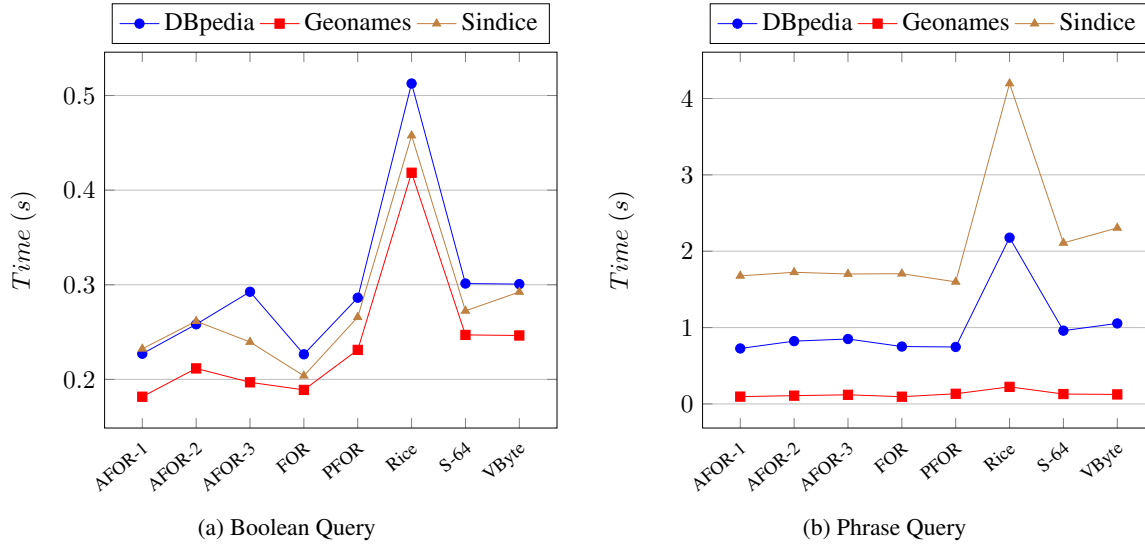 DBpedia Geonames Sindice
0.5
0.4
0.3
0.2
Time (s)
AFOR-1 AFOR-2 AFOR-3 FOR PFOR Rice S-64 VByte
(a) Boolean Query
DBpedia Geonames Sindice
4
3
2
1
0
Time (s)
AFOR-1 AFOR-2 AFOR-3 FOR PFOR Rice S-64 VByte
(b) Phrase Query